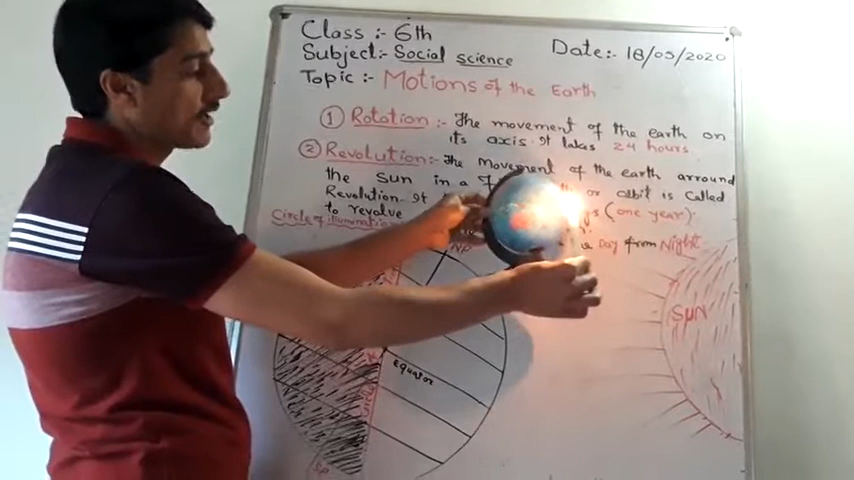 Class :- 6th
Subject:- Social science
Date:- 18/05/2020
Topic :- Motions of the Earth
① Rotation :- The movement of the earth on
its axis. It takes 24 hours.
② Revolution :- The movement of the earth arround
the sun in a
or orbit is called
Revolution. It
(one year)
to revolve
Circle of illumination
Day from Night
NP
SUN
equator
SP